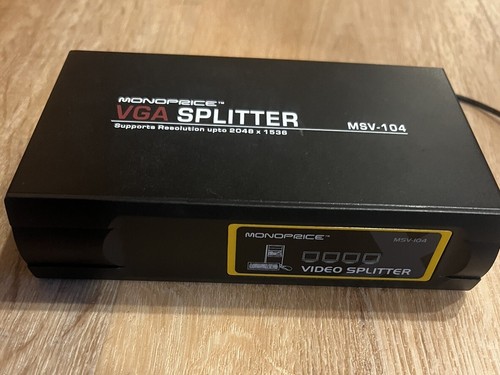 MONOPRICE™
VGA SPLITTER
Supports Resolution upto 2048 x 1536
MSV-104
MONOPRICE™
MSV-104
VIDEO SPLITTER